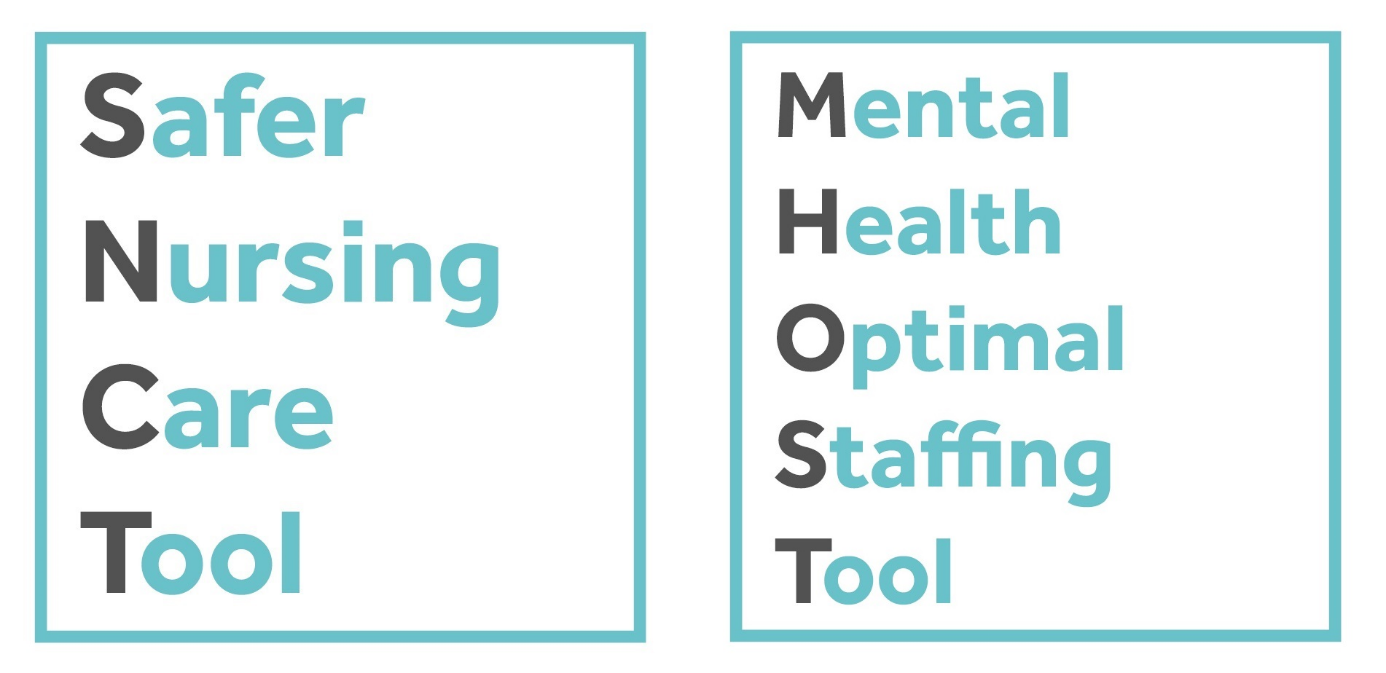 Safer
Nursing
Care
Tool
Mental
Health
Optimal
Staffing
Tool